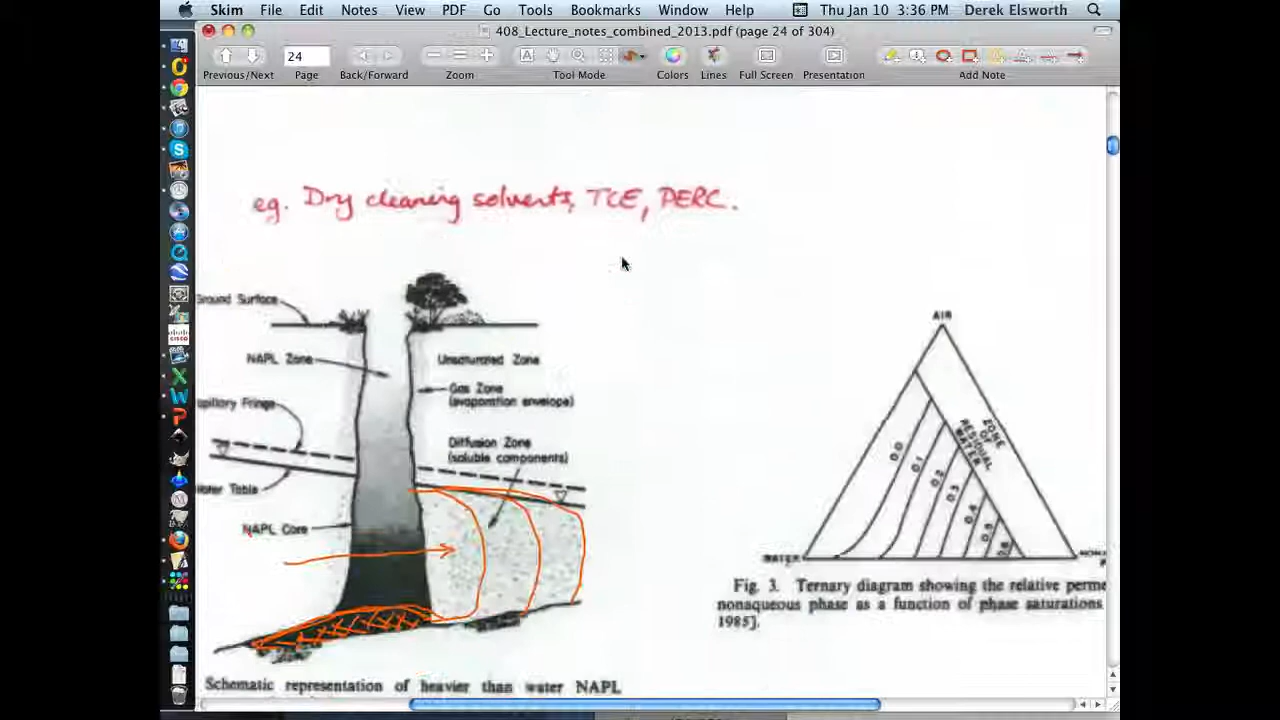 Skim File Edit Notes View PDF Go Tools Bookmarks Window Help Thu Jan 10 3:36 PM Derek Elsworth
408_Lecture_notes_combined_2013.pdf (page 24 of 304)
24
Previous/Next Page Back/Forward Zoom Tool Mode Colors Lines Full Screen Presentation Add Note
eg. Dry cleaning solvents, TCE, PERC.
Ground Surface
NAPL Zone
Unsaturated Zone
Gas Zone
(evaporation envelope)
apillary Fringe
Diffusion Zone
(soluble components)
Water Table
NAPL Core
AIR
ZONE
OF
RESIDUAL
WATER
0.0
0.1
0.2
0.3
0.4
0.5
0.6
WATER
Fig. 3. Ternary diagram showing the relative perme
nonaqueous phase as a function of phase saturations
1985].
Schematic representation of heavier than water NAPL